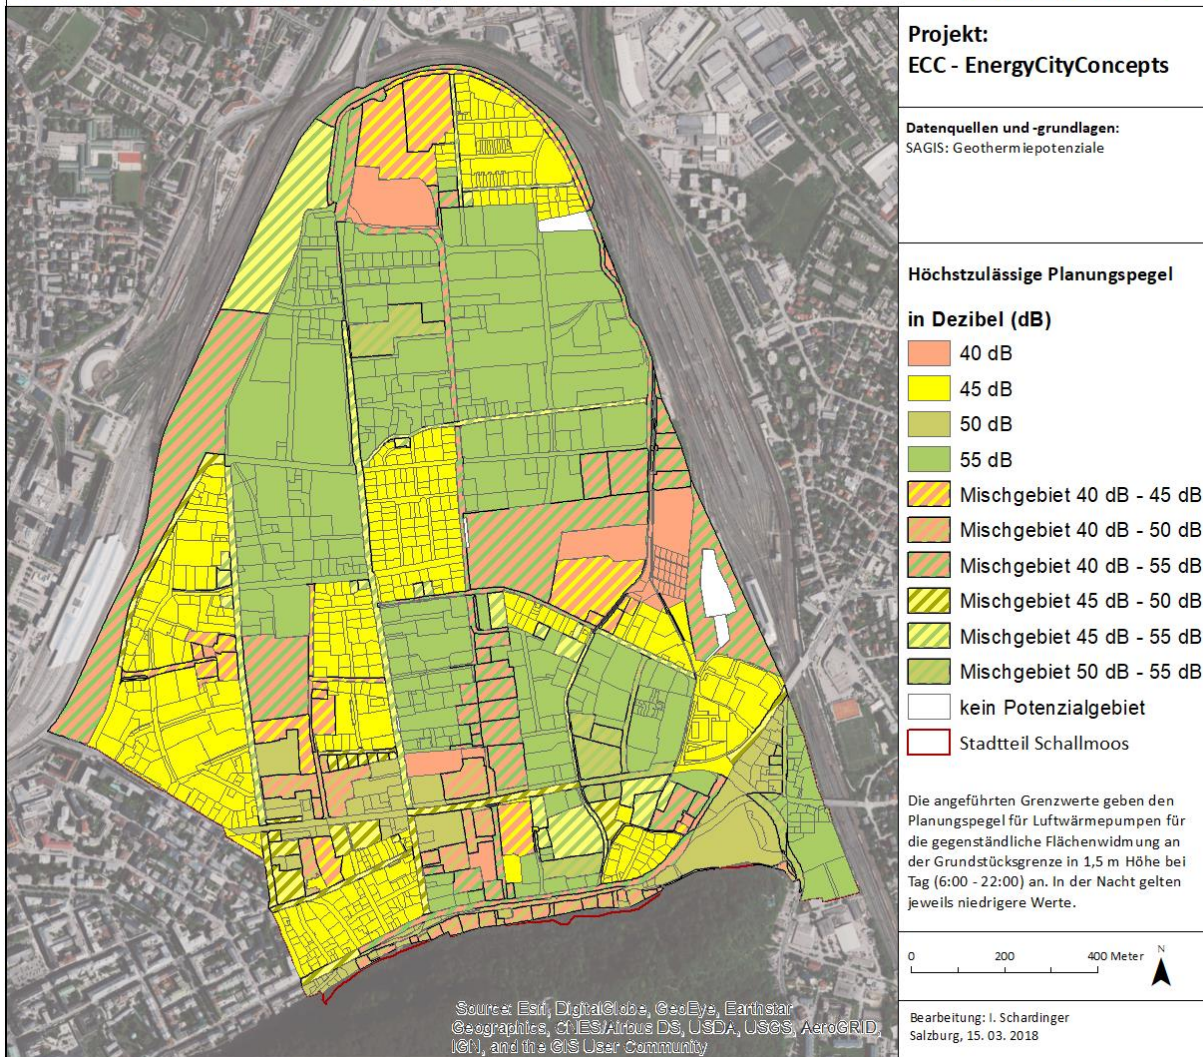 Projekt:
ECC - EnergyCityConcepts
Datenquellen und -grundlagen:
SAGIS: Geothermiepotenziale
Höchstzulässige Planungspegel
in Dezibel (dB)
40 dB
45 dB
50 dB
55 dB
Mischgebiet 40 dB - 45 dB
Mischgebiet 40 dB - 50 dB
Mischgebiet 40 dB - 55 dB
Mischgebiet 45 dB - 50 dB
Mischgebiet 45 dB - 55 dB
Mischgebiet 50 dB - 55 dB
kein Potenzialgebiet
Stadtteil Schallmoos
Die angeführten Grenzwerte geben den
Planungspegel für Luftwärmepumpen für
die gegenständliche Flächenwidmung an
der Grundstücksgrenze in 1,5 m Höhe bei
Tag (6:00 - 22:00) an. In der Nacht gelten
jeweils niedrigere Werte.
0 200 400 Meter N
Bearbeitung: I. Schardinger
Salzburg, 15. 03. 2018
Source: Esri, DigitalGlobe, GeoEye, Earthstar
Geographics, CNES/Airbus DS, USDA, USGS, AeroGRID,
IGN, and the GIS User Community